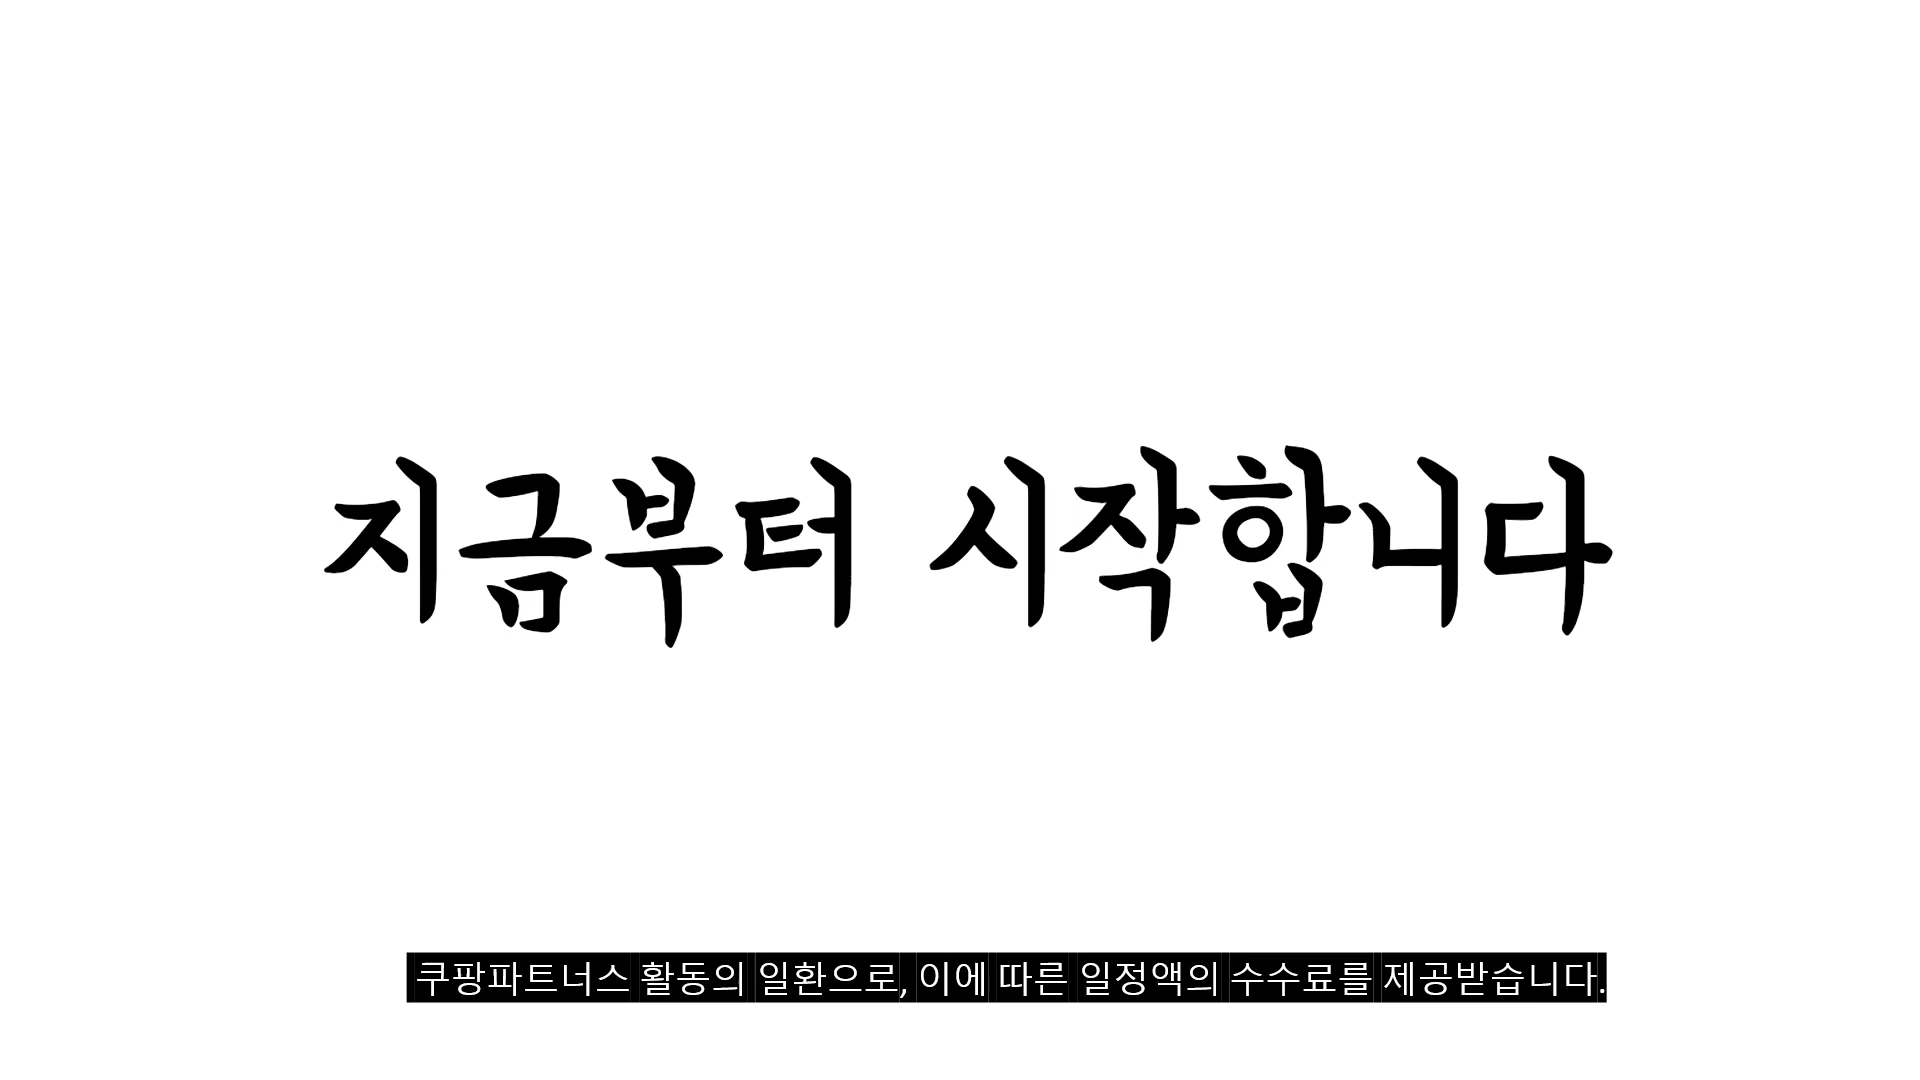 지금부터 시작합니다
쿠팡파트너스 활동의 일환으로, 이에 따른 일정액의 수수료를 제공받습니다.